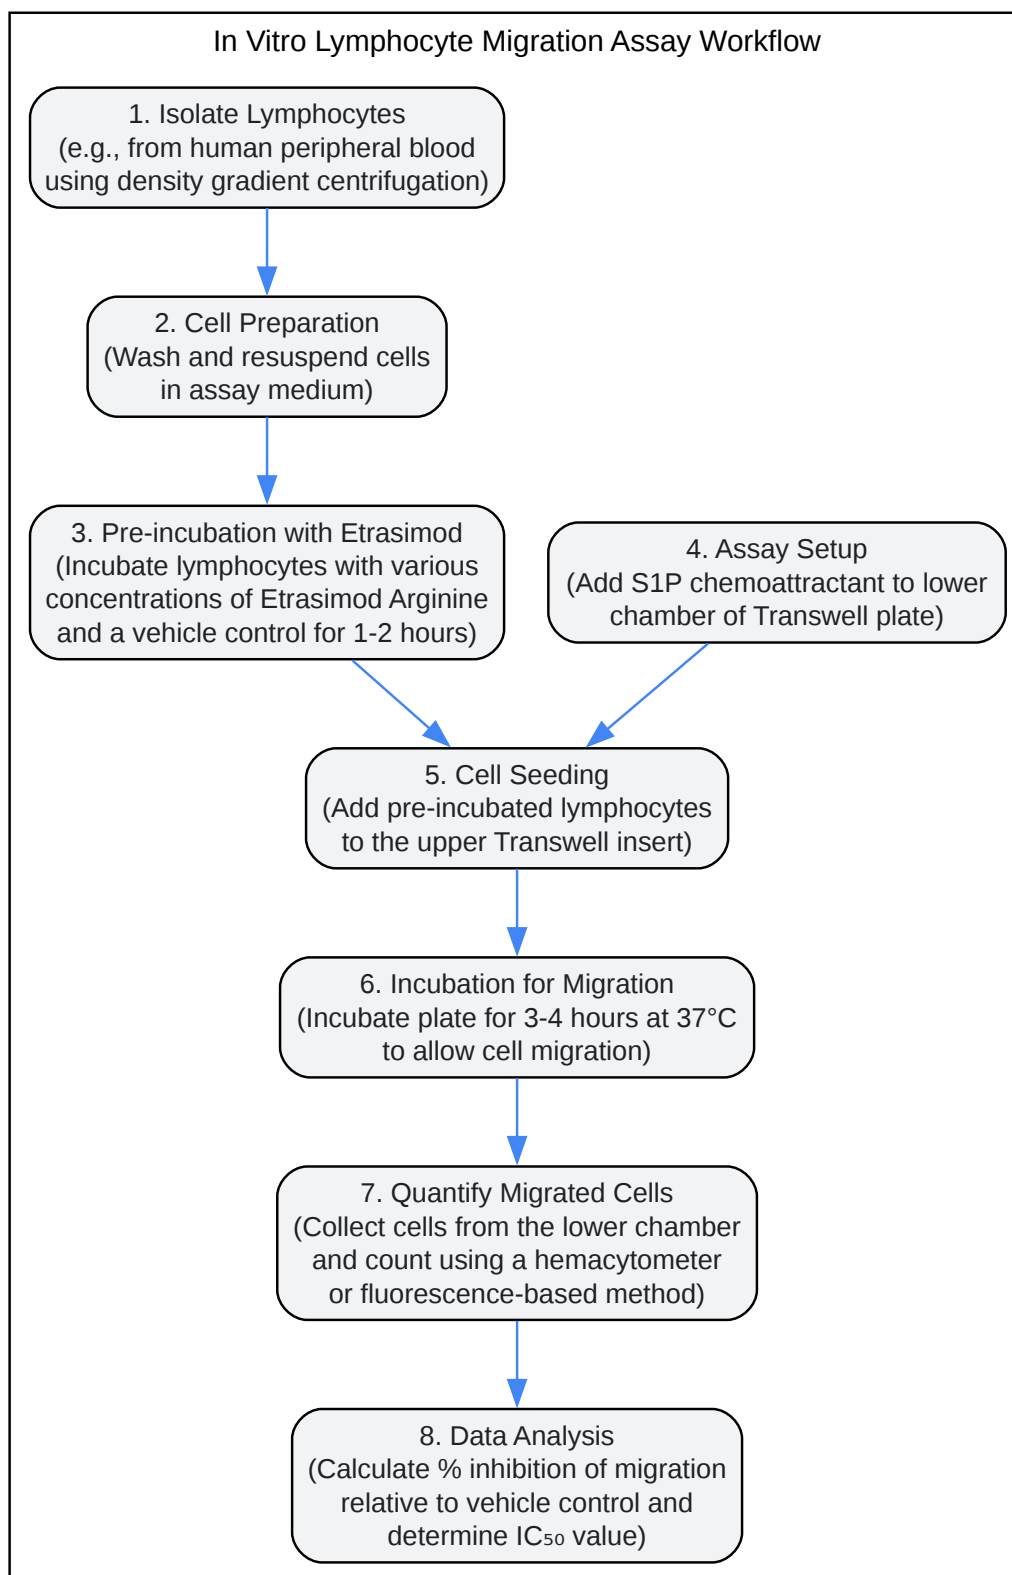 In Vitro Lymphocyte Migration Assay Workflow
1. Isolate Lymphocytes
(e.g., from human peripheral blood
using density gradient centrifugation)
2. Cell Preparation
(Wash and resuspend cells
in assay medium)
3. Pre-incubation with Etrasimod
(Incubate lymphocytes with various
concentrations of Etrasimod Arginine
and a vehicle control for 1-2 hours)
4. Assay Setup
(Add S1P chemoattractant to lower
chamber of Transwell plate)
5. Cell Seeding
(Add pre-incubated lymphocytes
to the upper Transwell insert)
6. Incubation for Migration
(Incubate plate for 3-4 hours at 37°C
to allow cell migration)
7. Quantify Migrated Cells
(Collect cells from the lower chamber
and count using a hemacytometer
or fluorescence-based method)
8. Data Analysis
(Calculate % inhibition of migration
relative to vehicle control and
determine IC₅₀ value)